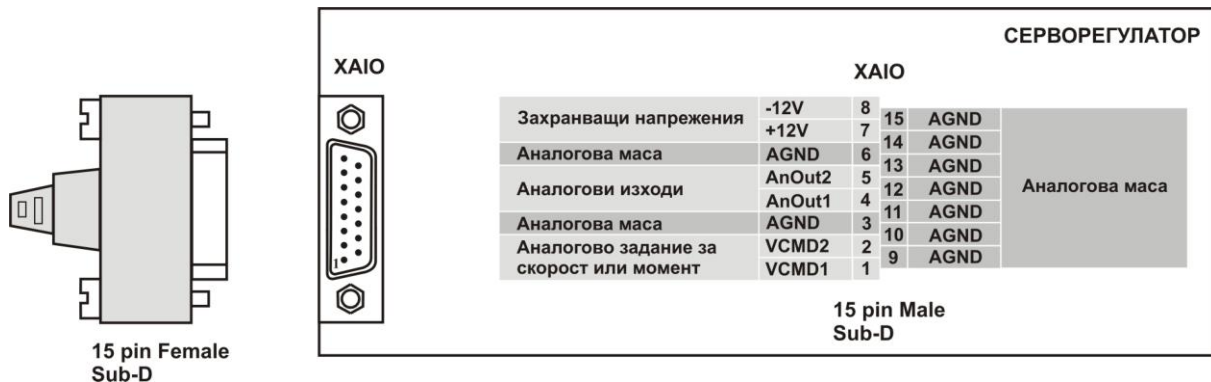 СЕРВОРЕГУЛАТОР
XAIO
XAIO
Захранващи напрежения
-12V 8
+12V 7
Аналогова маса AGND 6
Аналогови изходи
AnOut2 5
AnOut1 4
Аналогова маса AGND 3
Аналогово задание за
скорост или момент
VCMD2 2
VCMD1 1
15 AGND
14 AGND
13 AGND
12 AGND
11 AGND
10 AGND
9 AGND
Аналогова маса
1
15 pin Male
Sub-D
15 pin Female
Sub-D